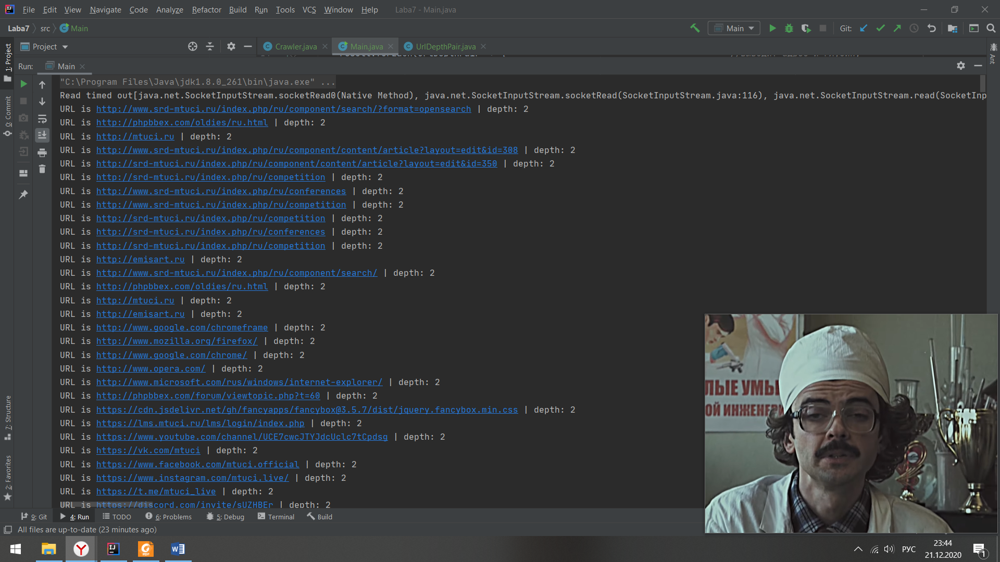 File Edit View Navigate Code Analyze Refactor Build Run Tools VCS Window Help Laba7 - Main.java
Laba7 src Main Main Git:
Project Crawler.java Main.java UrlDepthPair.java
Run: Main
"C:\Program Files\Java\jdk1.8.0_261\bin\java.exe" ...
Read timed out[java.net.SocketInputStream.socketRead0(Native Method), java.net.SocketInputStream.socketRead(SocketInputStream.java:116), java.net.SocketInputStream.read(SocketInp
URL is http://www.srd-mtuci.ru/index.php/ru/component/search/?format=opensearch | depth: 2
URL is http://phpbbex.com/oldies/ru.html | depth: 2
URL is http://mtuci.ru | depth: 2
URL is http://www.srd-mtuci.ru/index.php/ru/component/content/article?layout=edit&id=308 | depth: 2
URL is http://srd-mtuci.ru/index.php/ru/component/content/article?layout=edit&id=350 | depth: 2
URL is http://srd-mtuci.ru/index.php/ru/competition | depth: 2
URL is http://www.srd-mtuci.ru/index.php/ru/conferences | depth: 2
URL is http://www.srd-mtuci.ru/index.php/ru/competition | depth: 2
URL is http://srd-mtuci.ru/index.php/ru/competition | depth: 2
URL is http://srd-mtuci.ru/index.php/ru/conferences | depth: 2
URL is http://srd-mtuci.ru/index.php/ru/competition | depth: 2
URL is http://emisart.ru | depth: 2
URL is http://www.srd-mtuci.ru/index.php/ru/component/search/ | depth: 2
URL is http://phpbbex.com/oldies/ru.html | depth: 2
URL is http://mtuci.ru | depth: 2
URL is http://emisart.ru | depth: 2
URL is http://www.google.com/chromeframe | depth: 2
URL is http://www.mozilla.org/firefox/ | depth: 2
URL is http://www.google.com/chrome/ | depth: 2
URL is http://www.opera.com/ | depth: 2
URL is http://www.microsoft.com/rus/windows/internet-explorer/ | depth: 2
URL is http://phpbbex.com/forum/viewtopic.php?t=60 | depth: 2
URL is https://cdn.jsdelivr.net/gh/fancyapps/fancybox@3.5.7/dist/jquery.fancybox.min.css | depth: 2
URL is https://lms.mtuci.ru/lms/login/index.php | depth: 2
URL is https://www.youtube.com/channel/UCE7cwcJTYJdcUclc7tCpdsg | depth: 2
URL is https://vk.com/mtuci | depth: 2
URL is https://www.facebook.com/mtuci.official | depth: 2
URL is https://www.instagram.com/mtuci.live/ | depth: 2
URL is https://t.me/mtuci_live | depth: 2
URL is https://discord.com/invite/sUZHBEr | depth: 2
1: Project
0: Commit
7: Structure
2: Favorites
Ant
ЛЫЕ УМЫ
ОЙ ИНЖЕНЕР
9: Git 4: Run TODO 6: Problems 5: Debug Terminal Build
All files are up-to-date (23 minutes ago)
PDF
РУС
23:44
21.12.2020
1